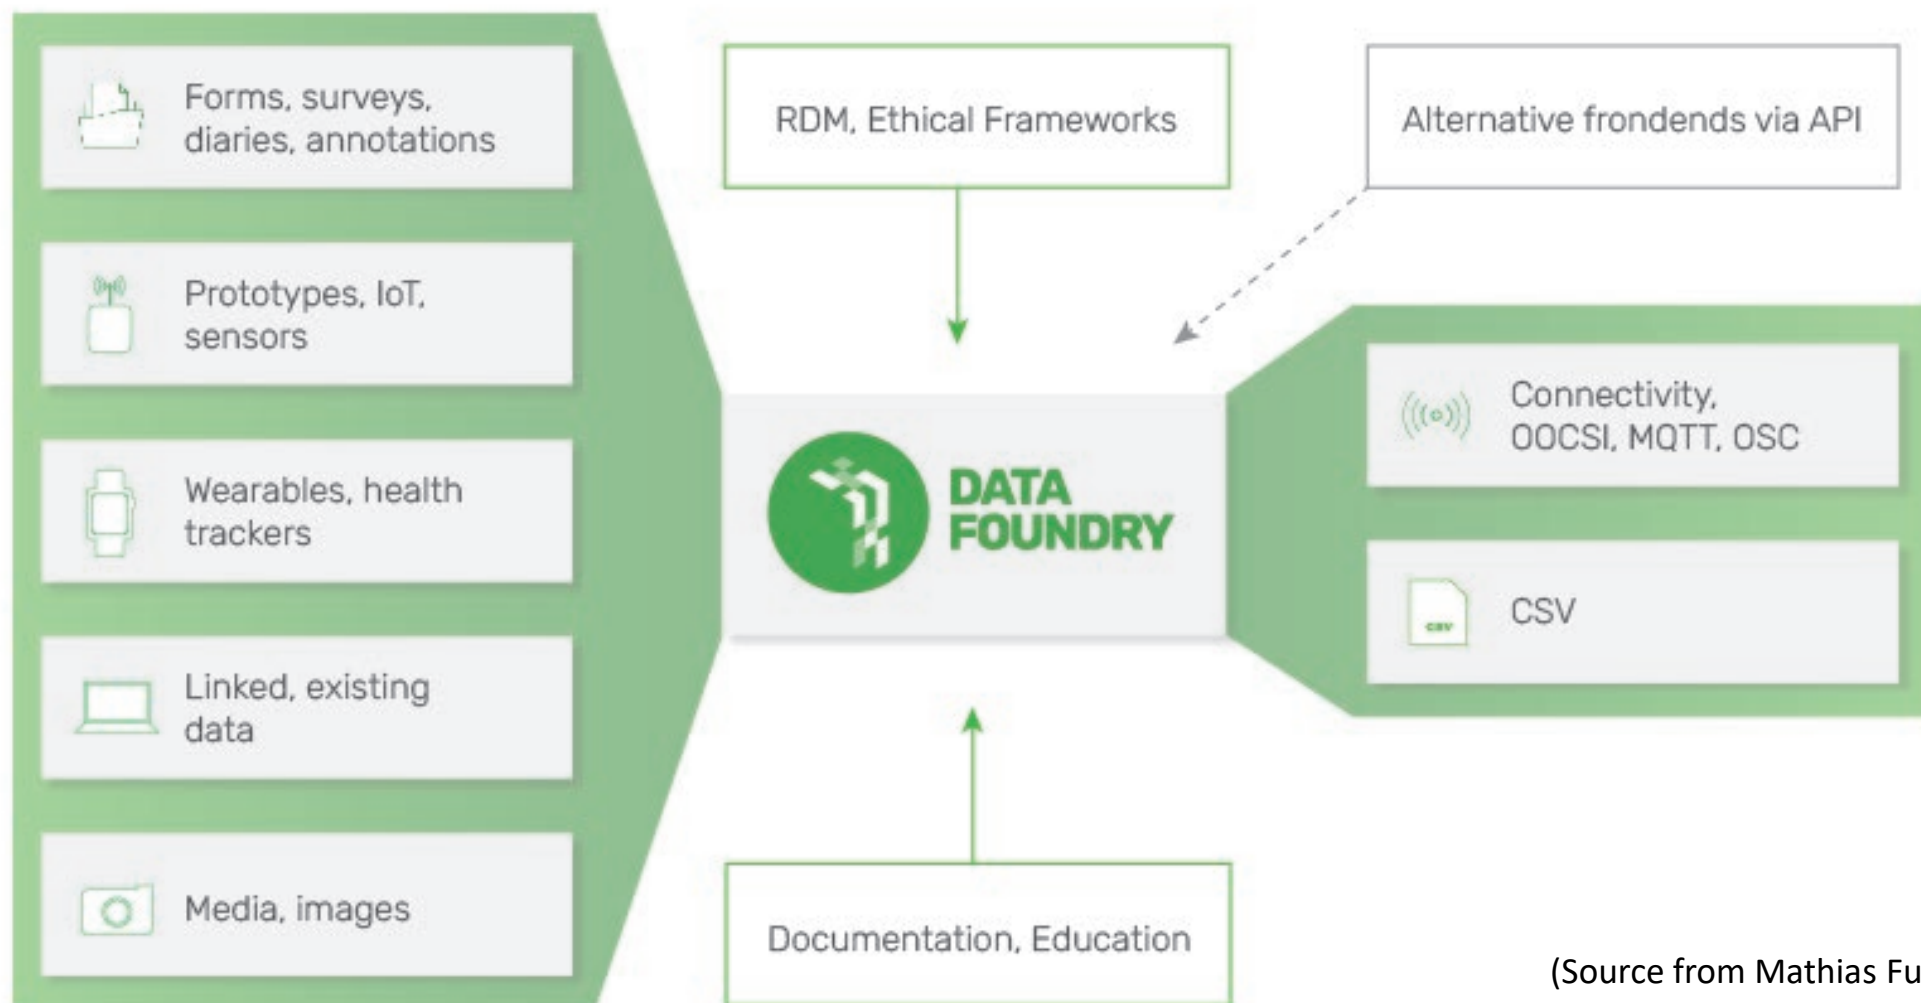 Forms, surveys,
diaries, annotations
Prototypes, IoT,
sensors
Wearables, health
trackers
Linked, existing
data
Media, images
RDM, Ethical Frameworks
DATA
FOUNDRY
Documentation, Education
Alternative frondends via API
Connectivity,
OOCSI, MQTT, OSC
CSV
CSV
(Source from Mathias Fu